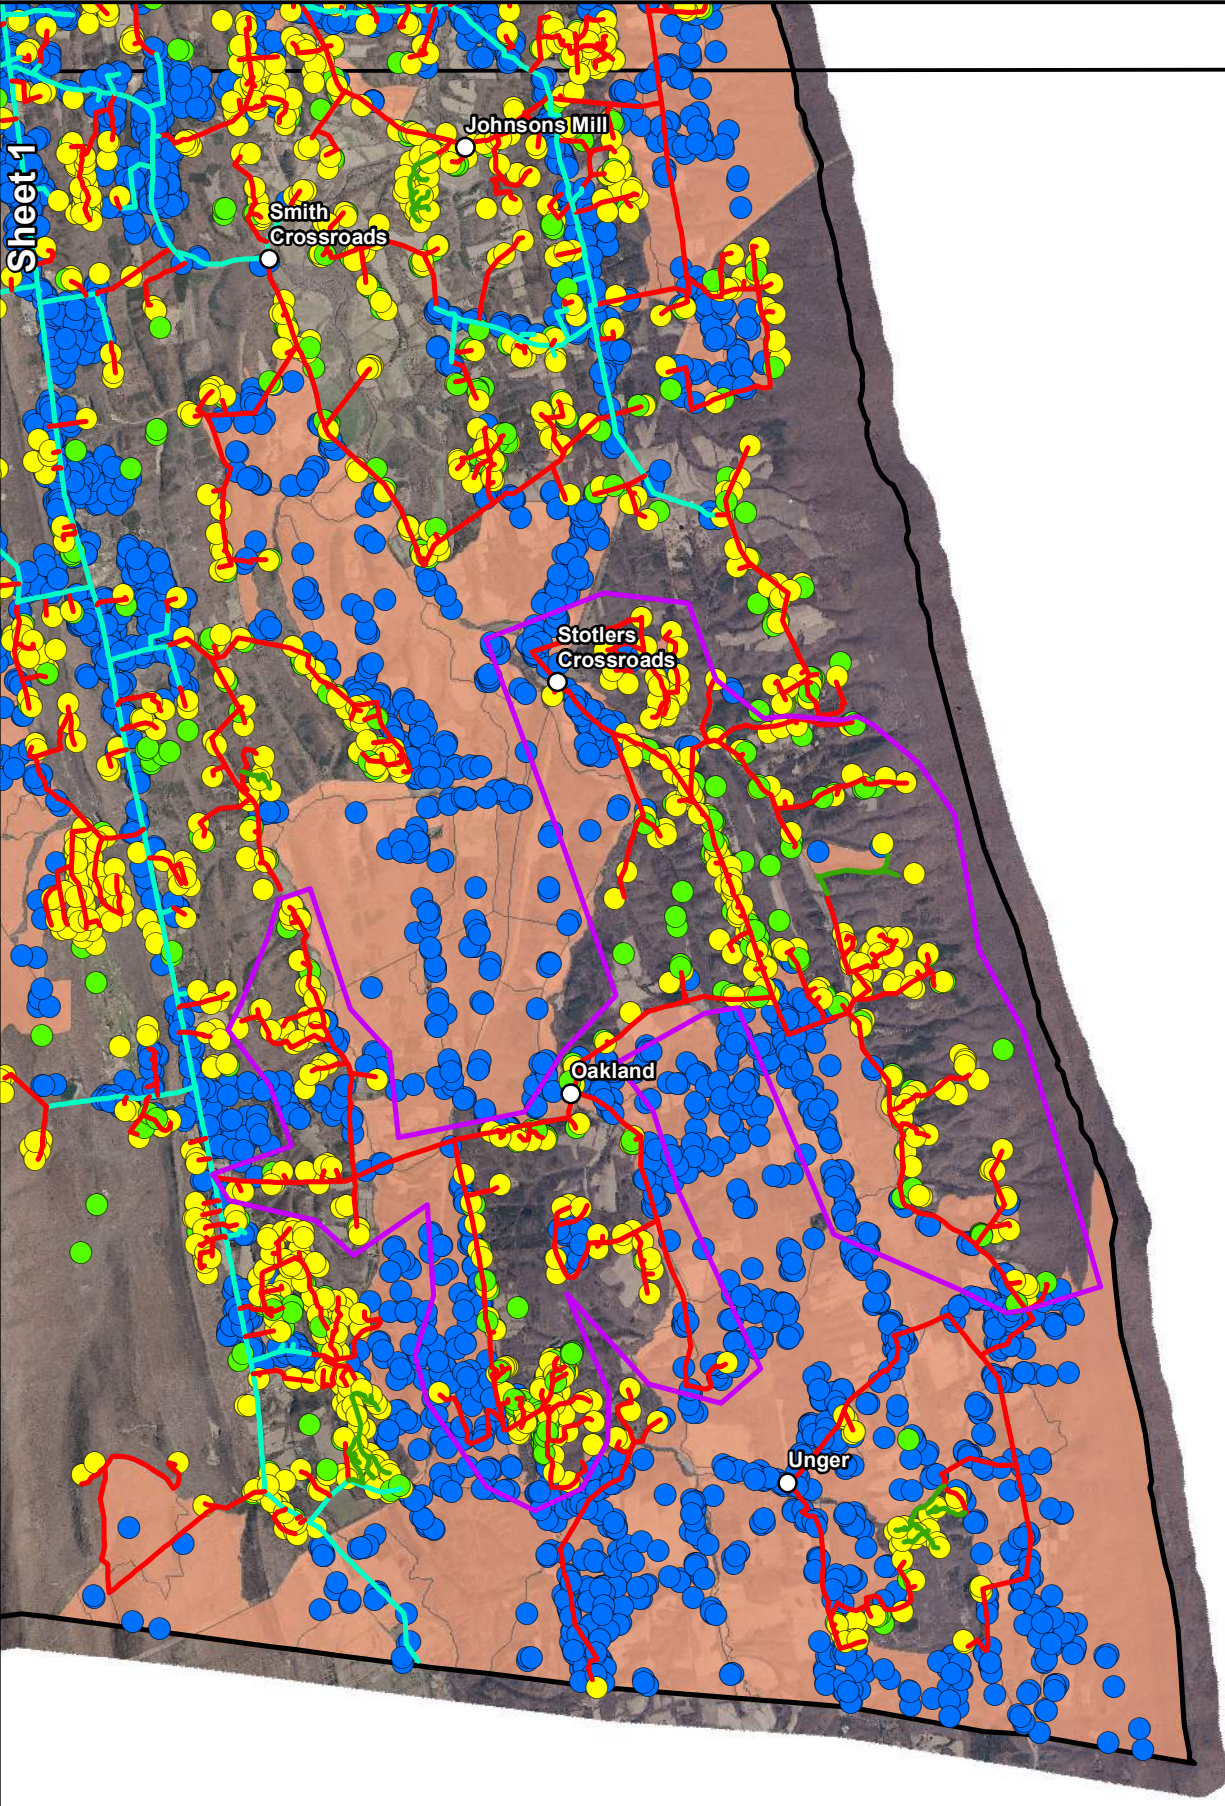 Johnsons Mill
Sheet 1
Smith
Crossroads
Stotlers
Crossroads
Oakland
Unger